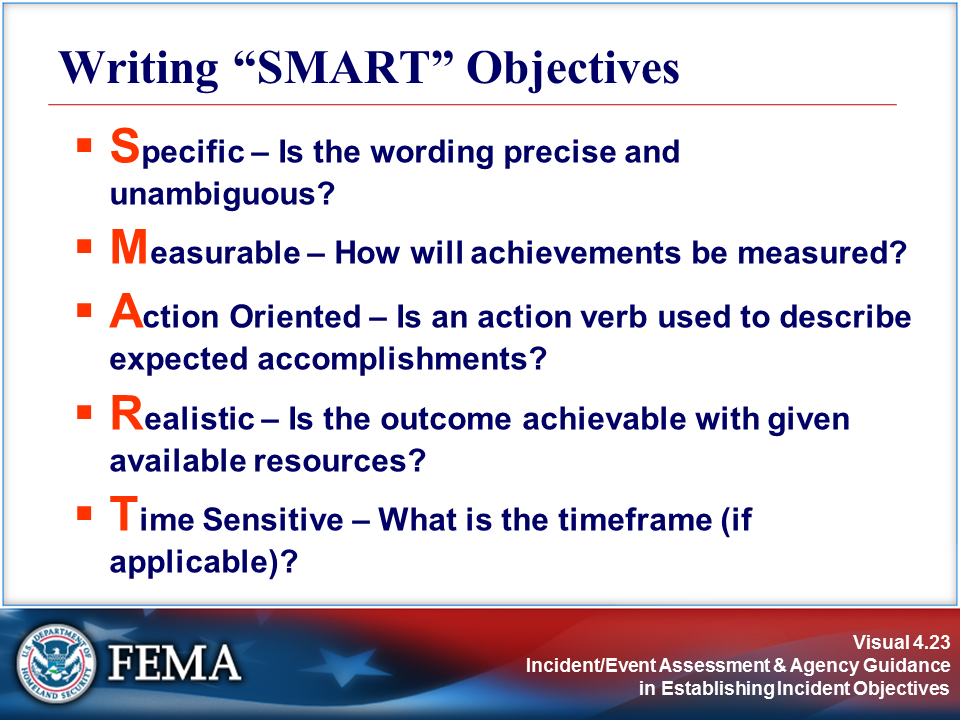 Writing “SMART” Objectives
Specific – Is the wording precise and
unambiguous?
Measurable – How will achievements be measured?
Action Oriented – Is an action verb used to describe
expected accomplishments?
Realistic – Is the outcome achievable with given
available resources?
Time Sensitive – What is the timeframe (if
applicable)?
U.S. DEPARTMENT OF
HOMELAND SECURITY
FEMA
Visual 4.23
Incident/Event Assessment & Agency Guidance
in Establishing Incident Objectives